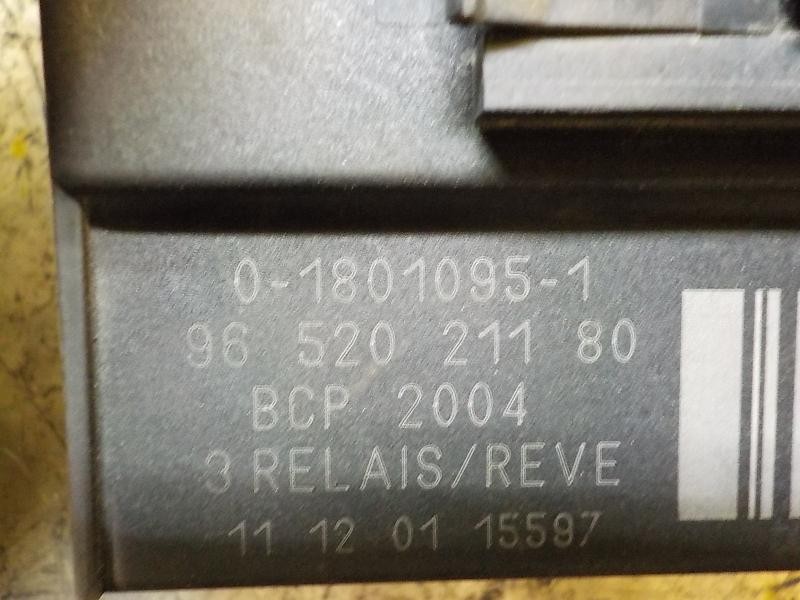 0-1801095-1
96 520 211 80
BCP 2004
3 RELAIS/REVE
11 12 01 15597